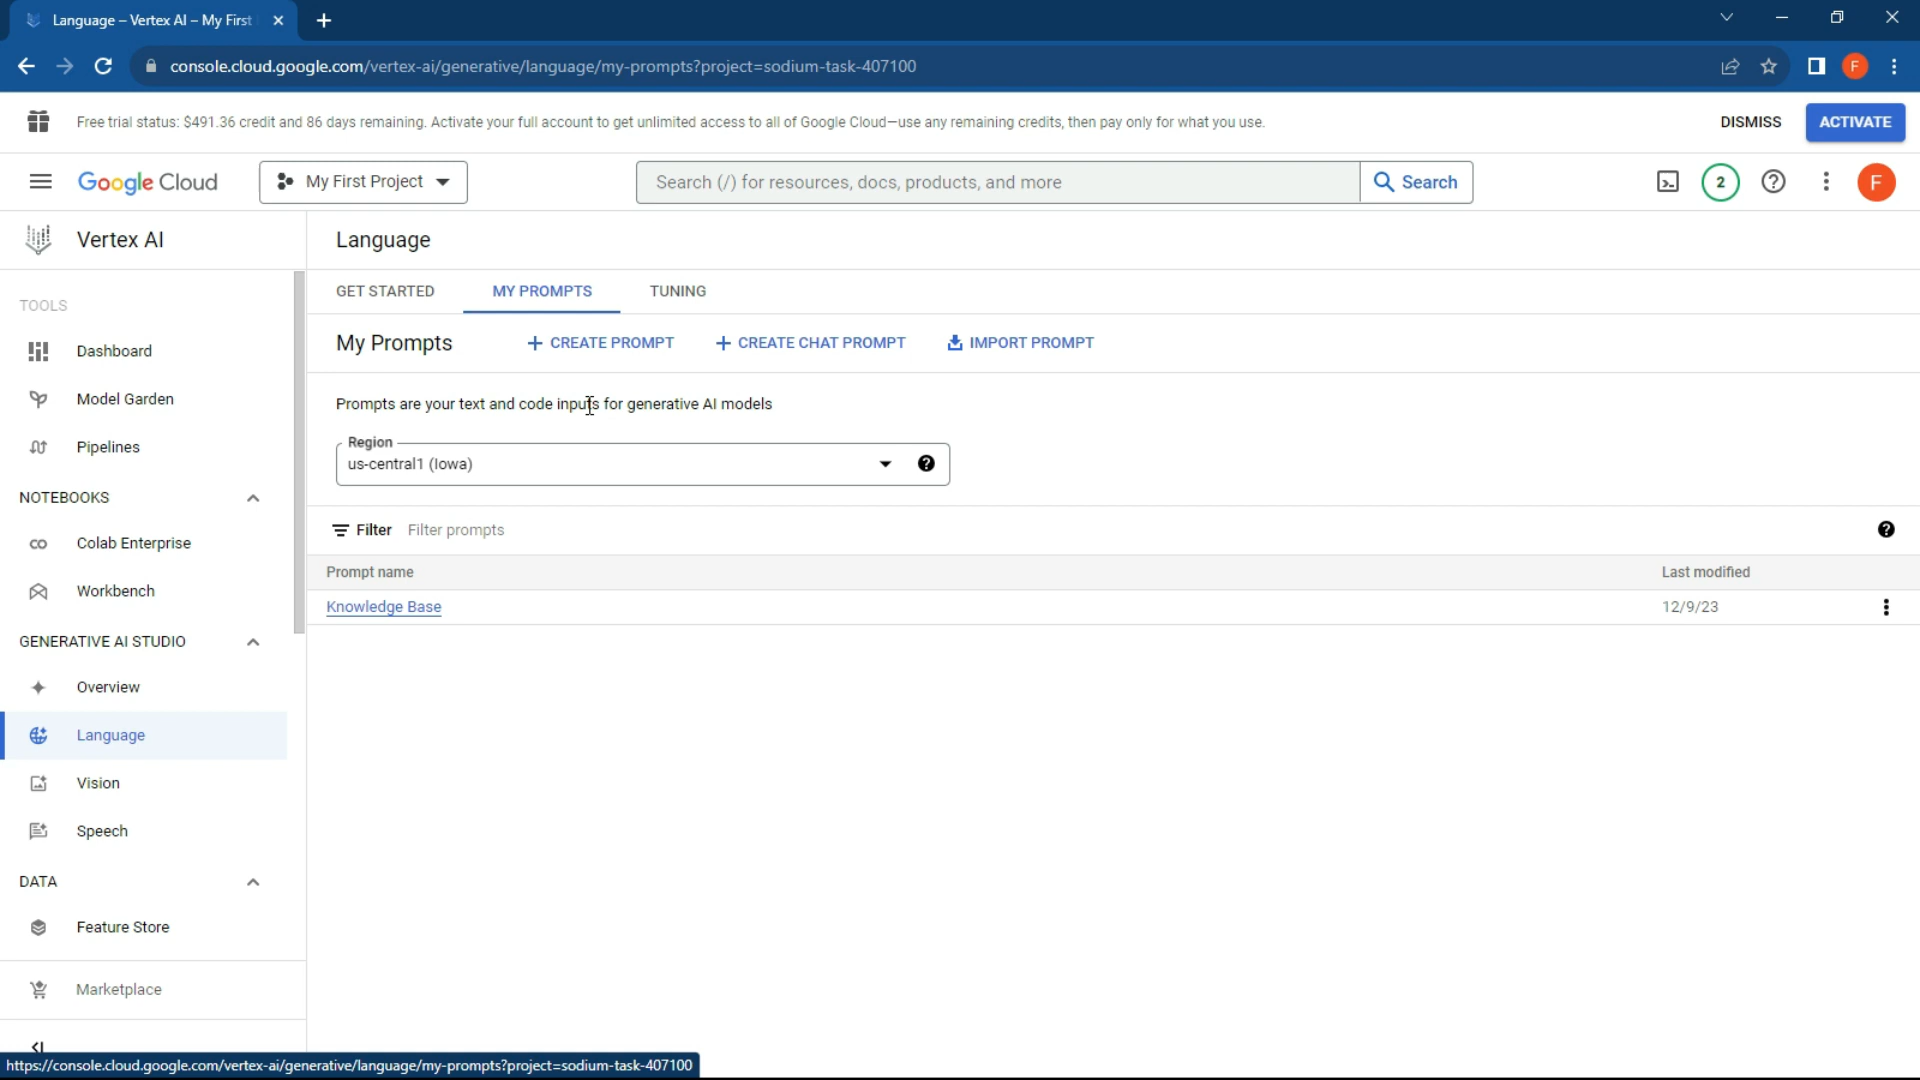 Language – Vertex AI – My First
console.cloud.google.com/vertex-ai/generative/language/my-prompts?project=sodium-task-407100
F
Free trial status: $491.36 credit and 86 days remaining. Activate your full account to get unlimited access to all of Google Cloud—use any remaining credits, then pay only for what you use.
DISMISS
ACTIVATE
Google Cloud
My First Project
Search (/) for resources, docs, products, and more
Search
2
F
Vertex AI
Language
GET STARTED
MY PROMPTS
TUNING
TOOLS
Dashboard
Model Garden
Pipelines
NOTEBOOKS
Colab Enterprise
Workbench
GENERATIVE AI STUDIO
Overview
Language
Vision
Speech
DATA
Feature Store
Marketplace
My Prompts
CREATE PROMPT
CREATE CHAT PROMPT
IMPORT PROMPT
Prompts are your text and code inputs for generative AI models
Region
us-central1 (Iowa)
Filter Filter prompts
Prompt name Last modified
Knowledge Base 12/9/23
https://console.cloud.google.com/vertex-ai/generative/language/my-prompts?project=sodium-task-407100